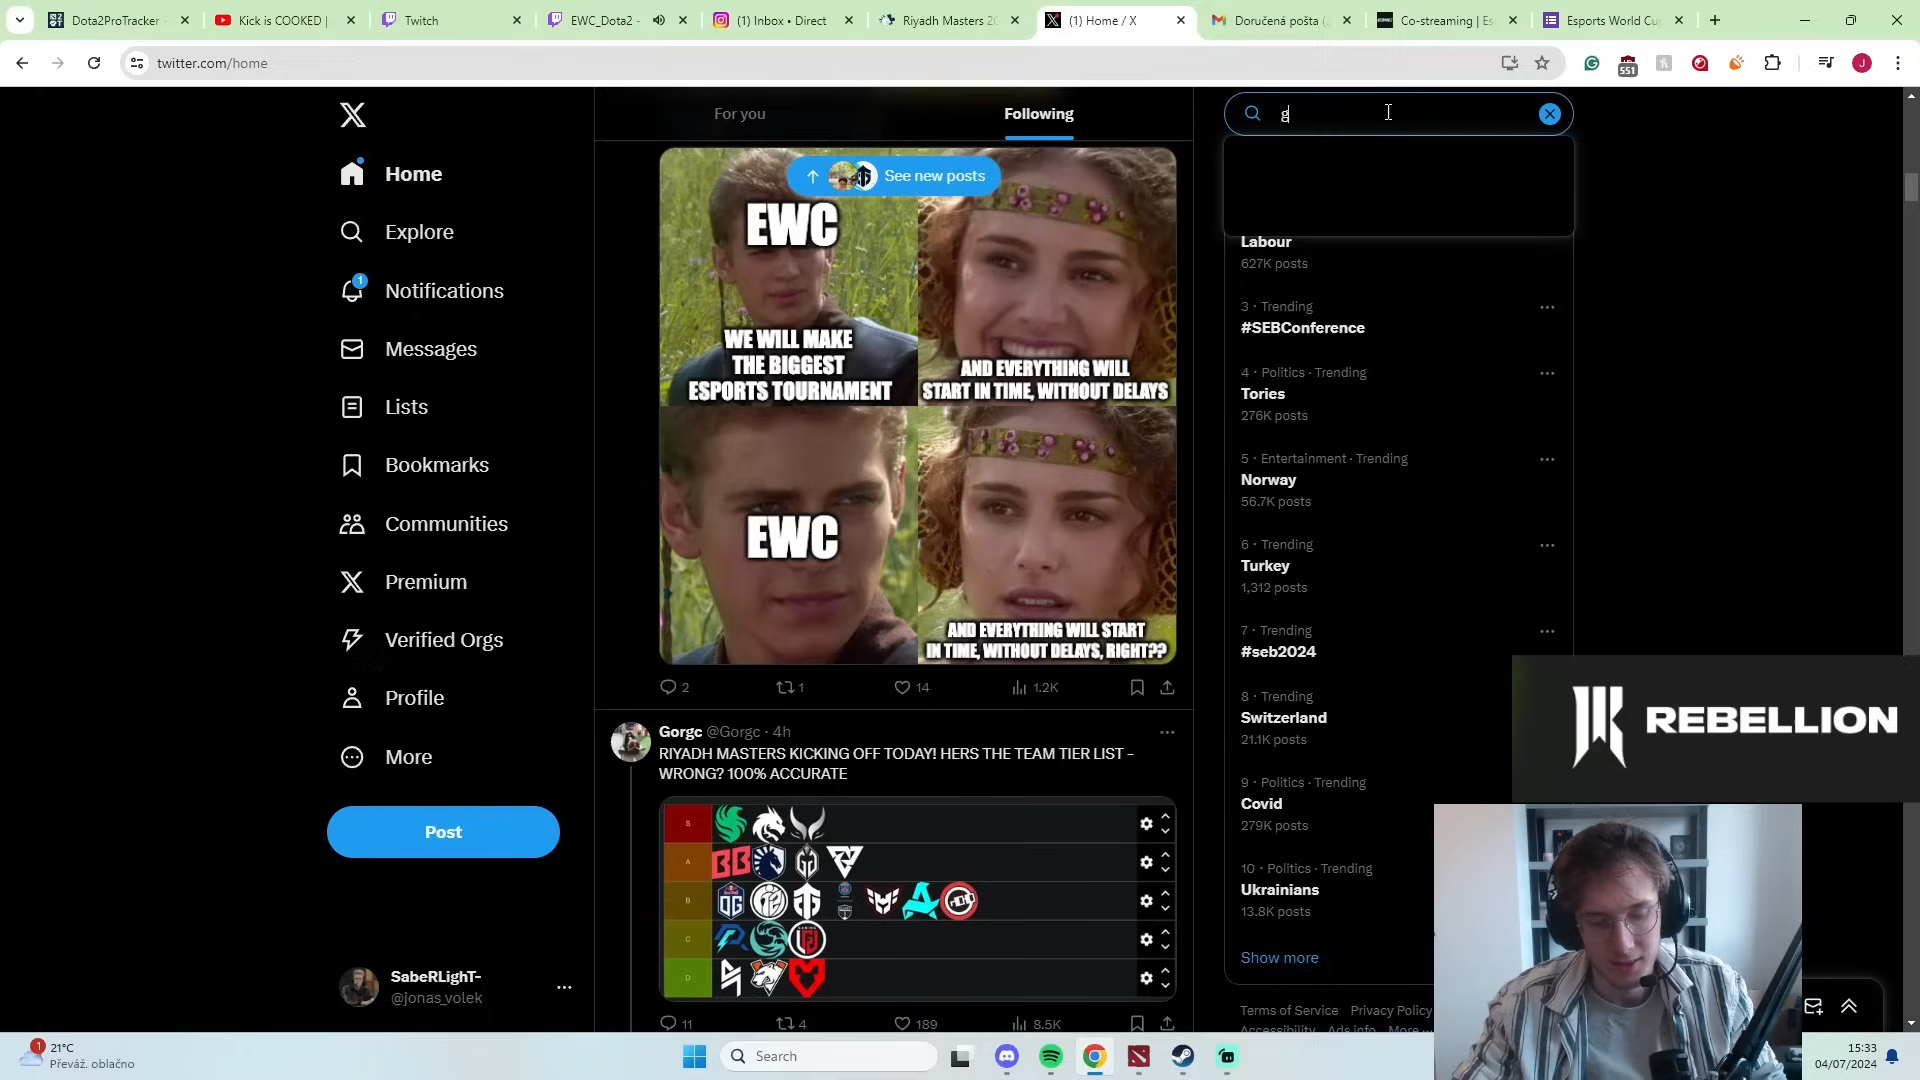 Dota2ProTracker
Kick is COOKED |
Twitch
EWC_Dota2 -
(1) Inbox • Direct
Riyadh Masters 20
(1) Home / X
Doručená pošta (
Co-streaming | Es
Esports World Cu
twitter.com/home
551
J
For you
Following
g
See new posts
Home
Explore
1
Notifications
Messages
Lists
Bookmarks
Communities
Premium
Verified Orgs
Profile
More
Post
SabeRLighT-
@jonas_volek
EWC
WE WILL MAKE
THE BIGGEST
ESPORTS TOURNAMENT
AND EVERYTHING WILL
START IN TIME, WITHOUT DELAYS
EWC
AND EVERYTHING WILL START
IN TIME, WITHOUT DELAYS, RIGHT??
2
1
14
1.2K
Gorgc @Gorgc · 4h
RIYADH MASTERS KICKING OFF TODAY! HERS THE TEAM TIER LIST -
WRONG? 100% ACCURATE
S
A
B
C
D
11
4
189
8.5K
Labour
627K posts
3 · Trending
#SEBConference
4 · Politics · Trending
Tories
276K posts
5 · Entertainment · Trending
Norway
56.7K posts
6 · Trending
Turkey
1,312 posts
7 · Trending
#seb2024
8 · Trending
Switzerland
21.1K posts
9 · Politics · Trending
Covid
279K posts
10 · Politics · Trending
Ukrainians
13.8K posts
Show more
Terms of Service Privacy Policy
Accessibility Ads info More
REBELLION
1
21°C
Převáž. oblačno
Search
15:33
04/07/2024